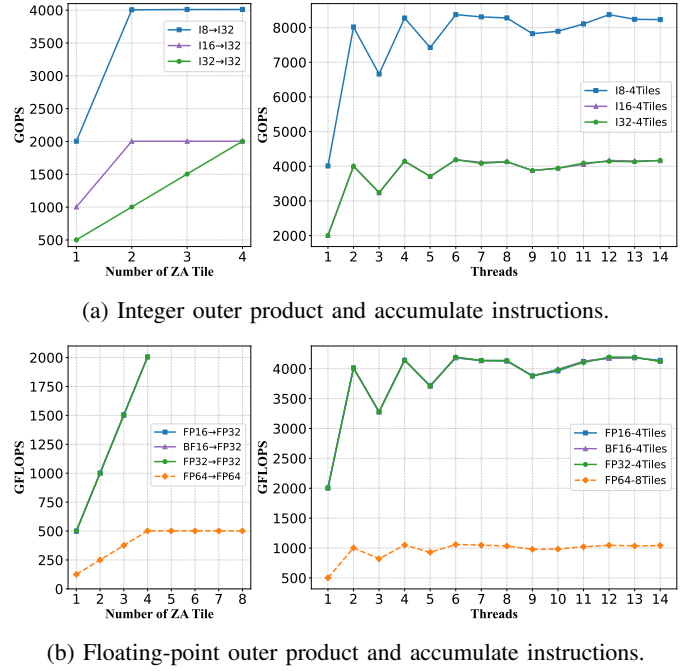 4000
3500
3000
2500
2000
1500
1000
500
GOPS
I8→I32
I16→I32
I32→I32
1 2 3 4
Number of ZA Tile
8000
7000
6000
5000
4000
3000
2000
GOPS
I8-4Tiles
I16-4Tiles
I32-4Tiles
1 2 3 4 5 6 7 8 9 10 11 12 13 14
Threads
(a) Integer outer product and accumulate instructions.
2000
1750
1500
1250
1000
750
500
250
0
GFLOPS
FP16→FP32
BF16→FP32
FP32→FP32
FP64→FP64
1 2 3 4 5 6 7 8
Number of ZA Tile
4000
3500
3000
2500
2000
1500
1000
500
GFLOPS
FP16-4Tiles
BF16-4Tiles
FP32-4Tiles
FP64-8Tiles
1 2 3 4 5 6 7 8 9 10 11 12 13 14
Threads
(b) Floating-point outer product and accumulate instructions.